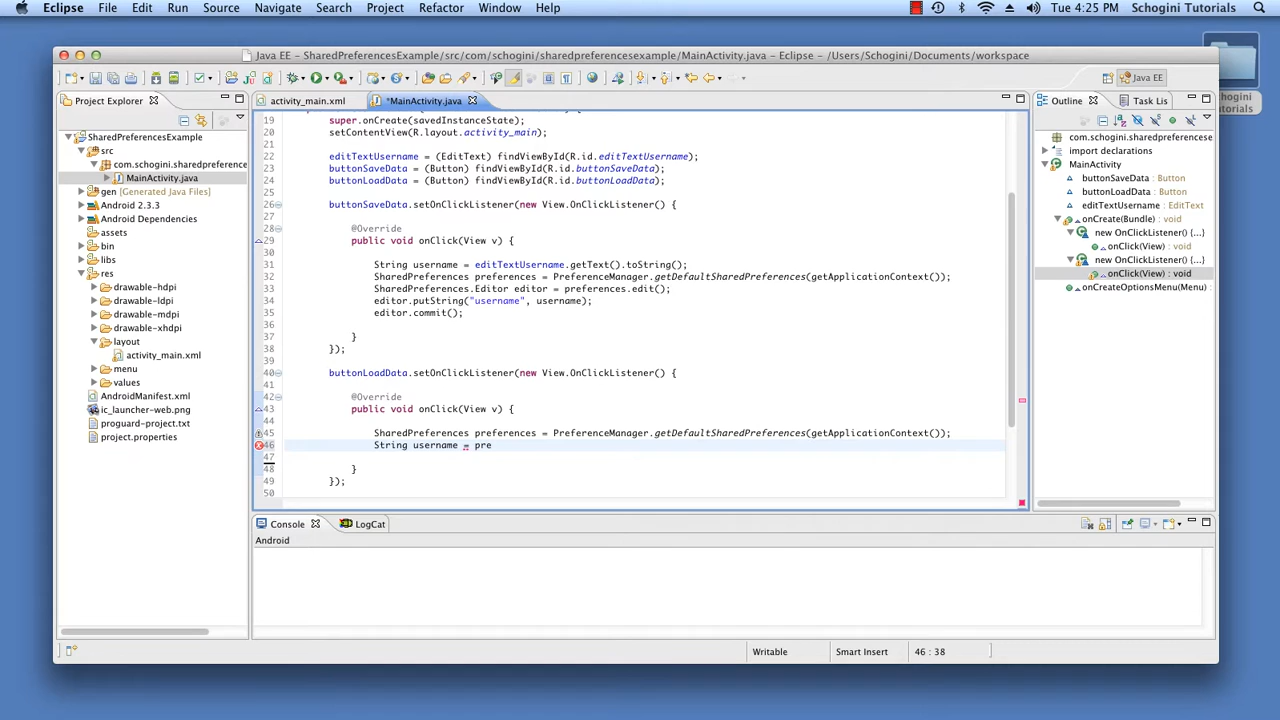 Eclipse File Edit Run Source Navigate Search Project Refactor Window Help Tue 4:25 PM Schogini Tutorials
Java EE – SharedPreferencesExample/src/com/schogini/sharedpreferencesexample/MainActivity.java – Eclipse – /Users/Schogini/Documents/workspace
Java EE
hogini
torials
Project Explorer
activity_main.xml
*MainActivity.java
Outline
Task Lis
SharedPreferencesExample
src
com.schogini.sharedpreference
MainActivity.java
gen [Generated Java Files]
Android 2.3.3
Android Dependencies
assets
bin
libs
res
drawable-hdpi
drawable-ldpi
drawable-mdpi
drawable-xhdpi
layout
activity_main.xml
menu
values
AndroidManifest.xml
ic_launcher-web.png
proguard-project.txt
project.properties
19 super.onCreate(savedInstanceState);
20 setContentView(R.layout.activity_main);
21
22 editTextUsername = (EditText) findViewById(R.id.editTextUsername);
23 buttonSaveData = (Button) findViewById(R.id.buttonSaveData);
24 buttonLoadData = (Button) findViewById(R.id.buttonLoadData);
25
26 buttonSaveData.setOnClickListener(new View.OnClickListener() {
27
28 @Override
29 public void onClick(View v) {
30
31 String username = editTextUsername.getText().toString();
32 SharedPreferences preferences = PreferenceManager.getDefaultSharedPreferences(getApplicationContext());
33 SharedPreferences.Editor editor = preferences.edit();
34 editor.putString("username", username);
35 editor.commit();
36
37 }
38 });
39
40 buttonLoadData.setOnClickListener(new View.OnClickListener() {
41
42 @Override
43 public void onClick(View v) {
44
45 SharedPreferences preferences = PreferenceManager.getDefaultSharedPreferences(getApplicationContext());
46 String username = pre
47
48 }
49 });
50
com.schogini.sharedpreferencese
import declarations
MainActivity
buttonSaveData : Button
buttonLoadData : Button
editTextUsername : EditText
onCreate(Bundle) : void
new OnClickListener() {...}
onClick(View) : void
new OnClickListener() {...}
onClick(View) : void
onCreateOptionsMenu(Menu) :
Console
LogCat
Android
Writable
Smart Insert
46 : 38